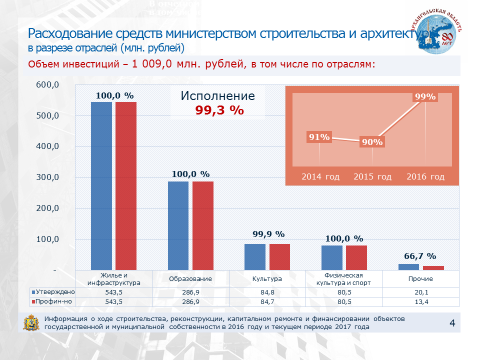 Расходование средств министерством строительства и архитектуры
в разрезе отраслей (млн. рублей)
АРХАНГЕЛЬСКАЯ ОБЛАСТЬ
80
ЛЕТ
Объем инвестиций – 1 009,0 млн. рублей, в том числе по отраслям:
600,0
500,0
400,0
300,0
200,0
100,0
-
100,0 %
100,0 %
99,9 %
100,0 %
66,7 %
Исполнение
99,3 %
91%
90%
99%
2014 год 2015 год 2016 год
Жилье и инфраструктура Образование Культура Физическая культура и спорт Прочие
Утверждено 543,5 286,9 84,8 80,5 20,1
Профин-но 543,5 286,9 84,7 80,5 13,4
Информация о ходе строительства, реконструкции, капитальном ремонте и финансировании объектов
государственной и муниципальной собственности в 2016 году и текущем периоде 2017 года
4